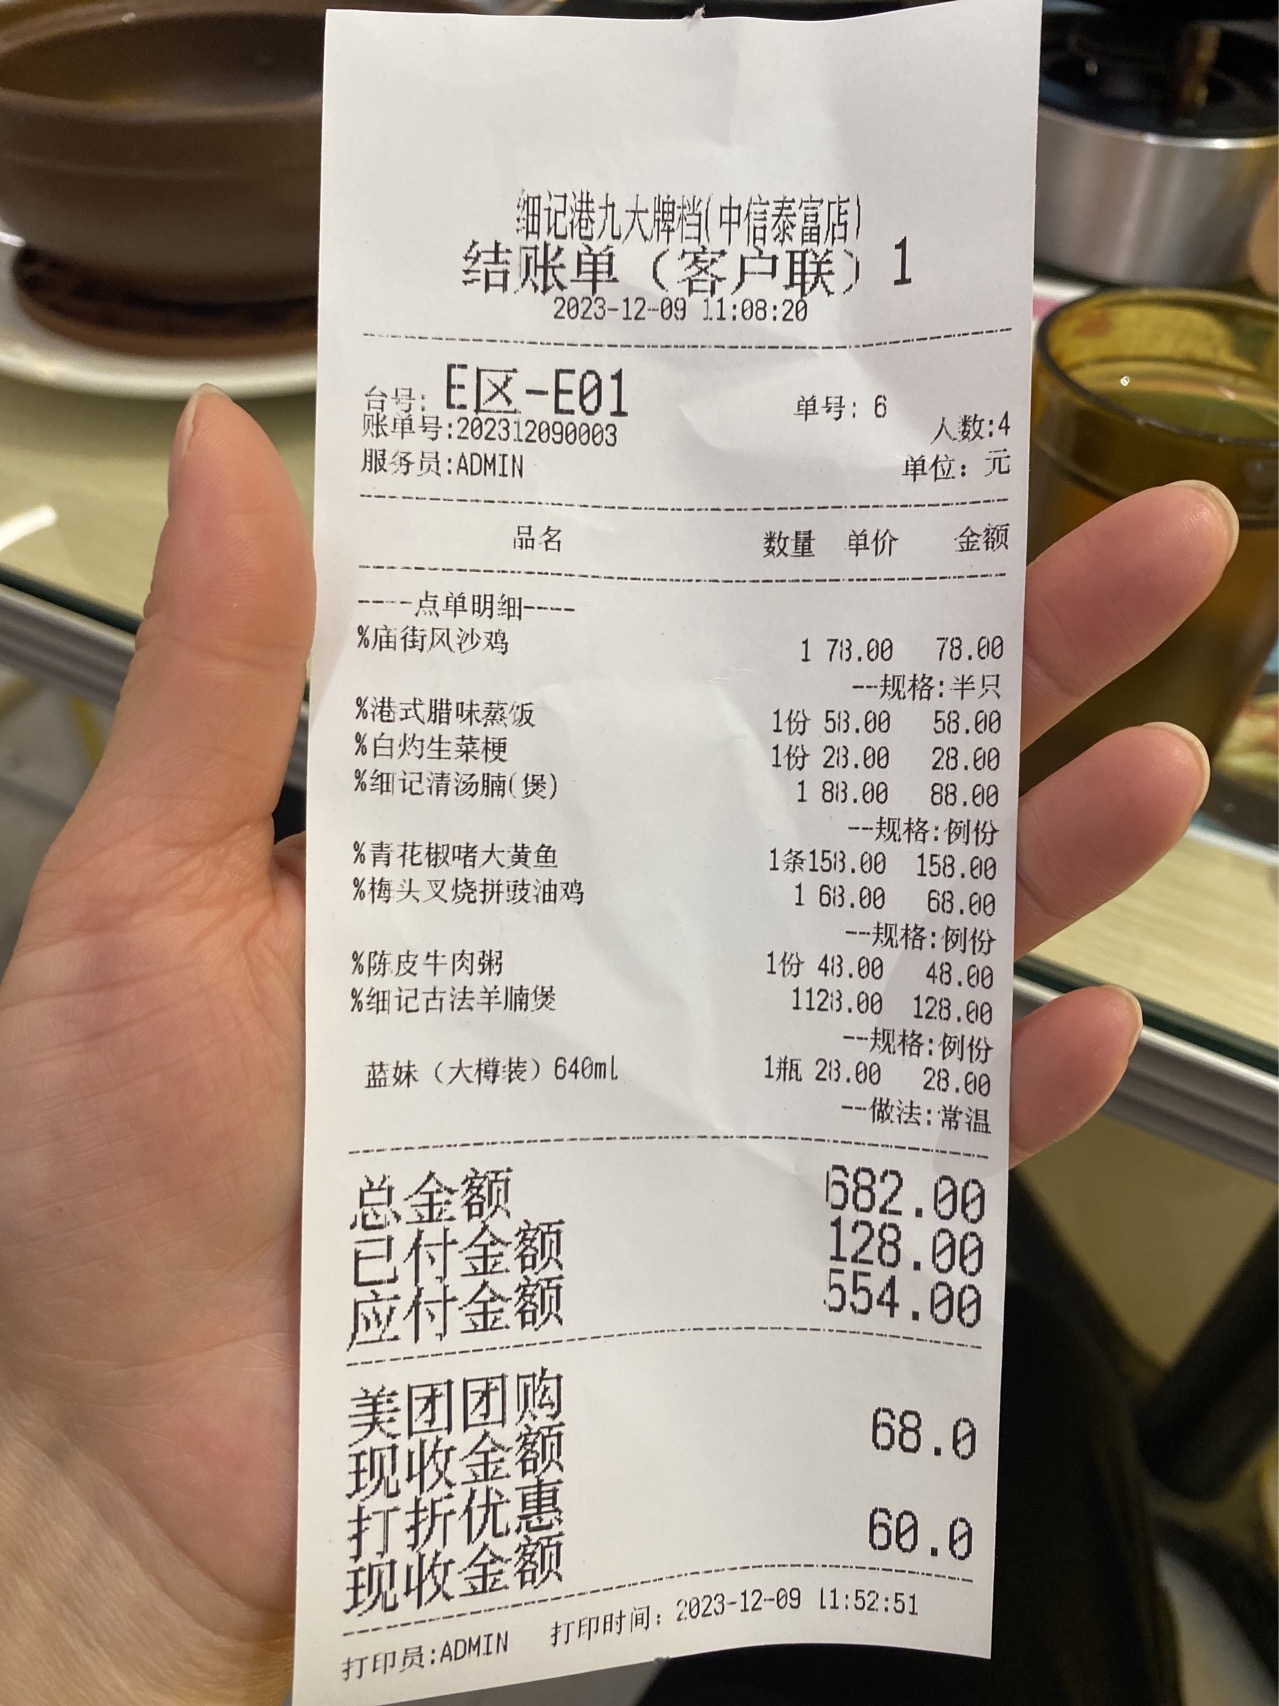 细记港九大牌档(中信泰富店)
结账单（客户联）1
2023-12-09 11:08:20
台号: E区-E01 单号: 6
账单号:202312090003 人数:4
服务员:ADMIN 单位: 元
品名 数量 单价 金额
----点单明细----
%庙街风沙鸡 1 78.00 78.00
--规格:半只
%港式腊味蒸饭 1份 58.00 58.00
%白灼生菜梗 1份 28.00 28.00
%细记清汤腩(煲) 1 88.00 88.00
--规格:例份
%青花椒啫大黄鱼 1条158.00 158.00
%梅头叉烧拼豉油鸡 1 68.00 68.00
--规格:例份
%陈皮牛肉粥 1份 48.00 48.00
%细记古法羊腩煲 1128.00 128.00
--规格:例份
蓝妹（大樽装）640ml 1瓶 28.00 28.00
--做法:常温
总金额 682.00
已付金额 128.00
应付金额 554.00
美团团购
现收金额 68.0
打折优惠
现收金额 60.0
打印员:ADMIN 打印时间: 2023-12-09 11:52:51